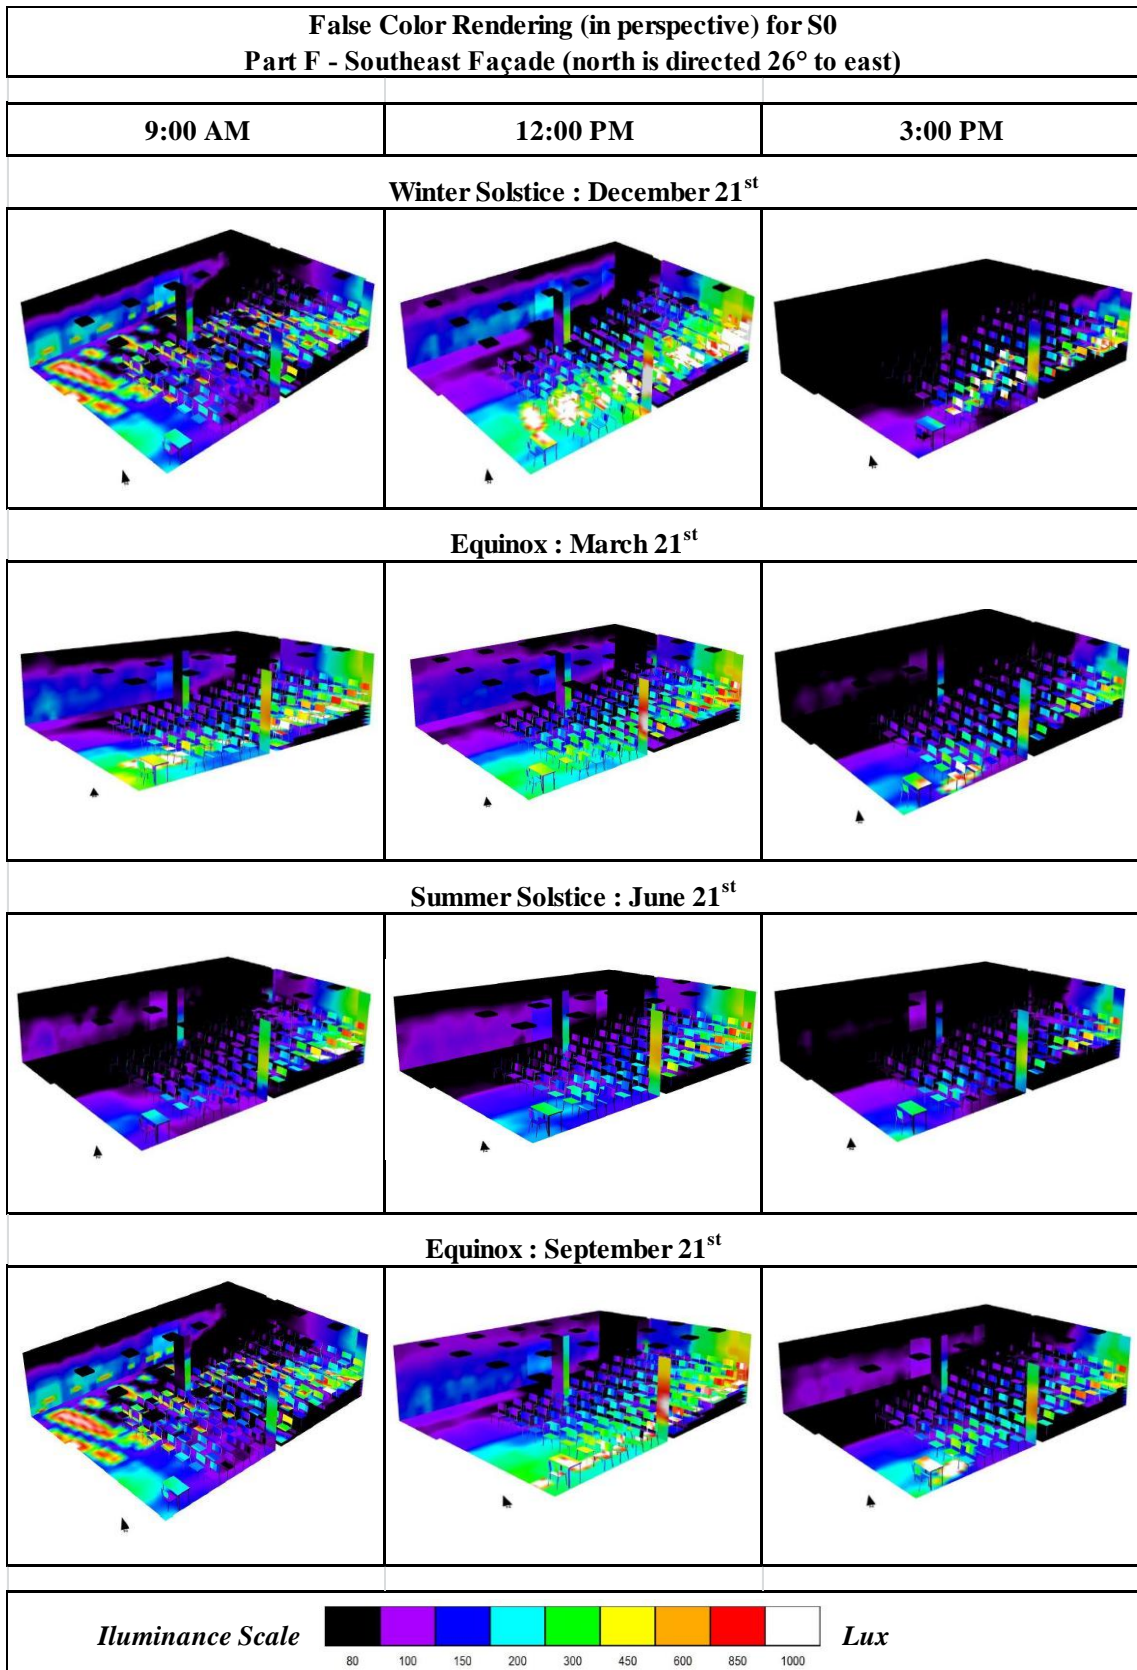 False Color Rendering (in perspective) for S0
Part F - Southeast Façade (north is directed 26° to east)
9:00 AM 12:00 PM 3:00 PM
Winter Solstice : December 21st
Equinox : March 21st
Summer Solstice : June 21st
Equinox : September 21st
Iluminance Scale Lux
80 100 150 200 300 450 600 850 1000